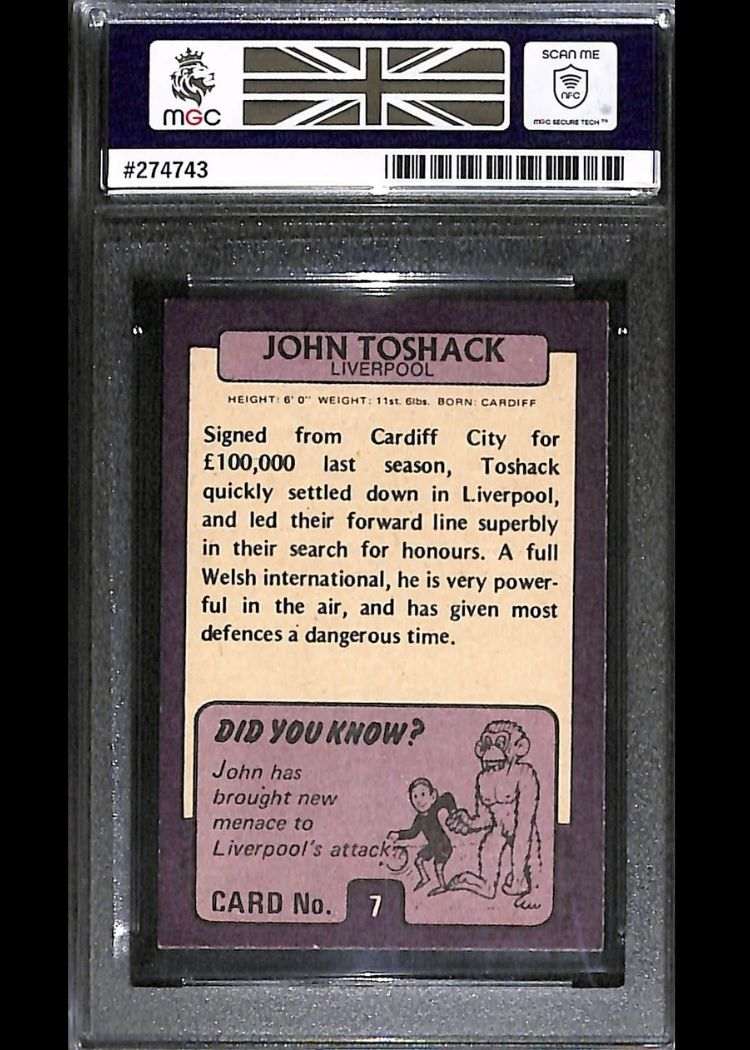 MGC
SCAN ME
NFC
MGC SECURE TECH™
#274743
JOHN TOSHACK
LIVERPOOL
HEIGHT: 6' 0" WEIGHT: 11st. 6lbs. BORN: CARDIFF
Signed from Cardiff City for
£100,000 last season, Toshack
quickly settled down in Liverpool,
and led their forward line superbly
in their search for honours. A full
Welsh international, he is very power-
ful in the air, and has given most
defences a dangerous time.
DID YOU KNOW?
John has
brought new
menace to
Liverpool's attack.
CARD No. 7